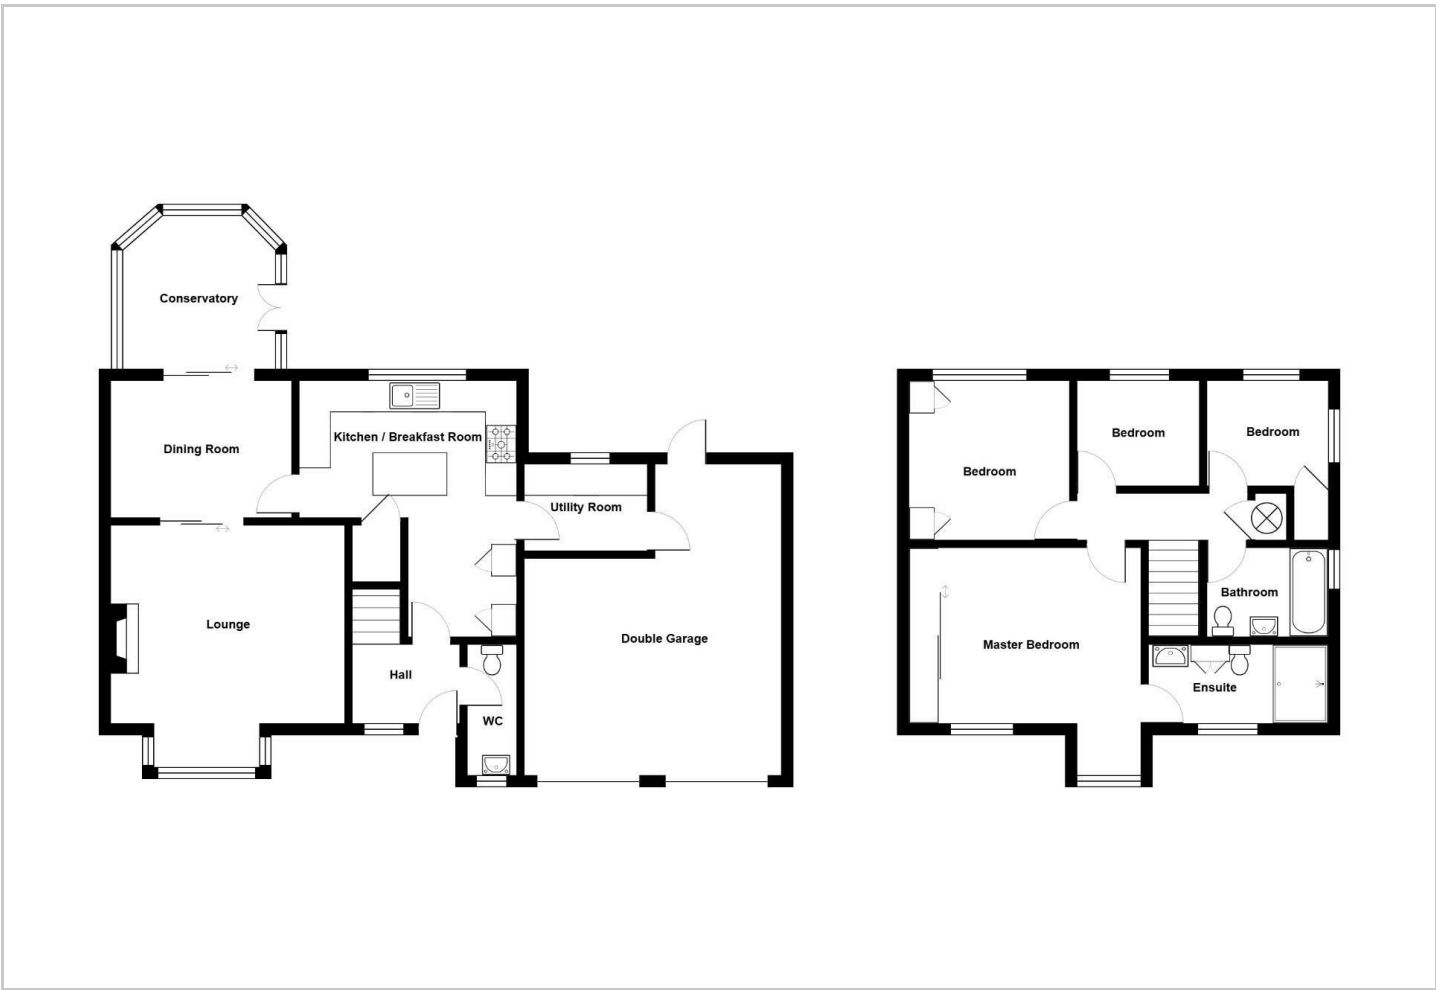 Conservatory
Dining Room
Kitchen / Breakfast Room
Utility Room
Lounge
Double Garage
Hall
WC
Bedroom
Bedroom
Bedroom
Master Bedroom
Bathroom
Ensuite